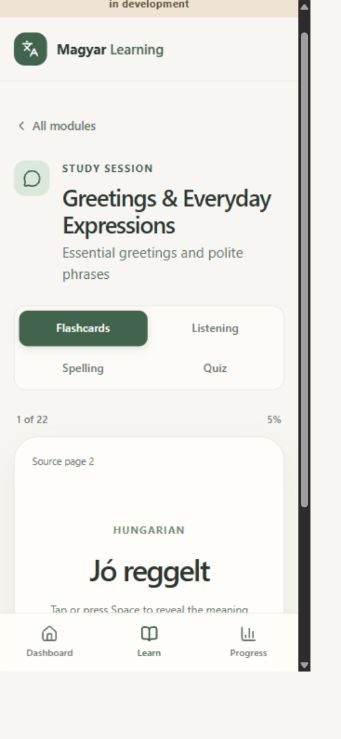 in development
Magyar Learning
All modules
STUDY SESSION
Greetings & Everyday
Expressions
Essential greetings and polite
phrases
Flashcards
Listening
Spelling
Quiz
1 of 22
5%
Source page 2
HUNGARIAN
Jó reggelt
Tap or press Space to reveal the meaning
Dashboard
Learn
Progress